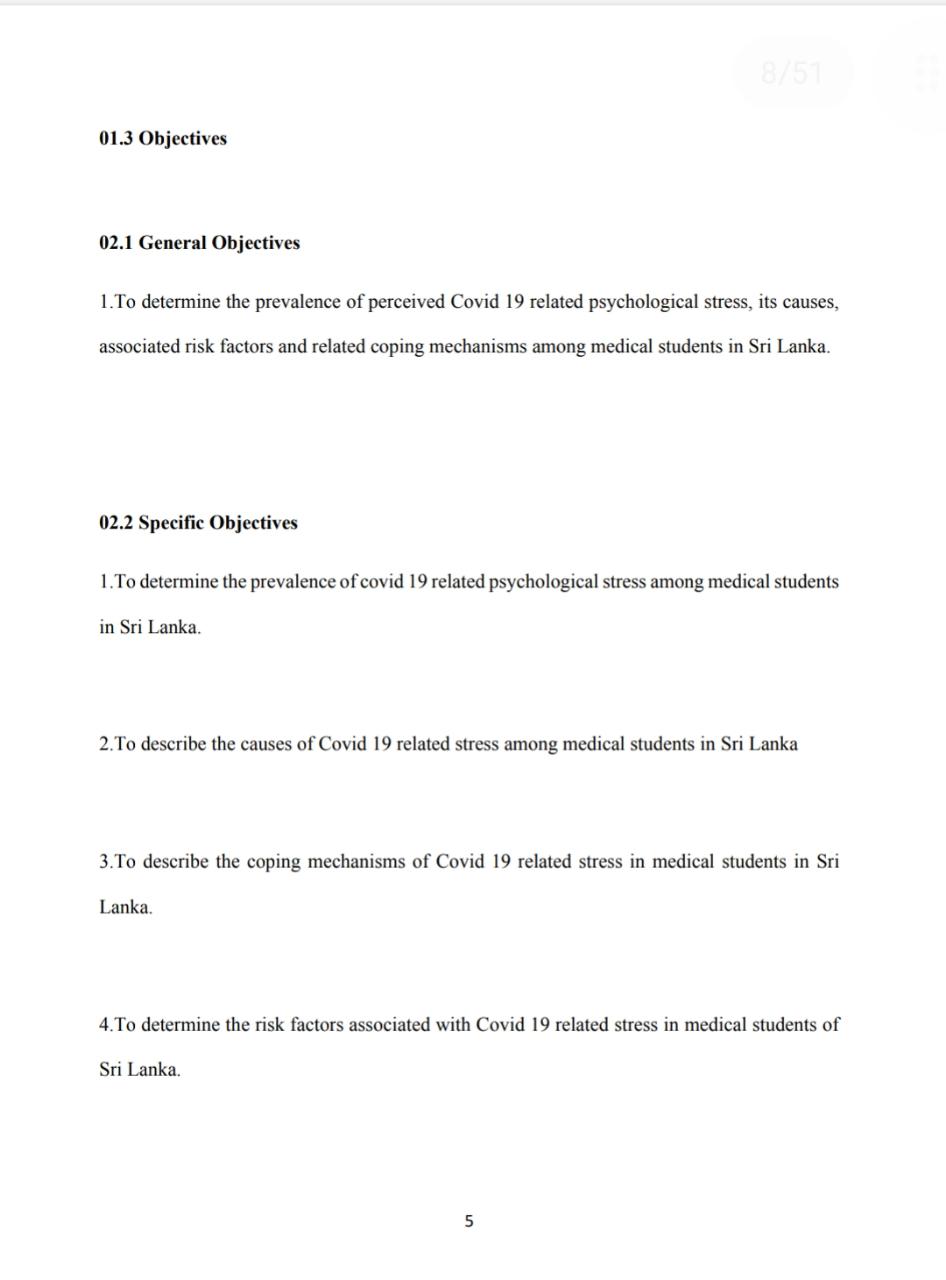 8/51
01.3 Objectives
02.1 General Objectives
1.To determine the prevalence of perceived Covid 19 related psychological stress, its causes,
associated risk factors and related coping mechanisms among medical students in Sri Lanka.
02.2 Specific Objectives
1.To determine the prevalence of covid 19 related psychological stress among medical students
in Sri Lanka.
2.To describe the causes of Covid 19 related stress among medical students in Sri Lanka
3.To describe the coping mechanisms of Covid 19 related stress in medical students in Sri
Lanka.
4.To determine the risk factors associated with Covid 19 related stress in medical students of
Sri Lanka.
5